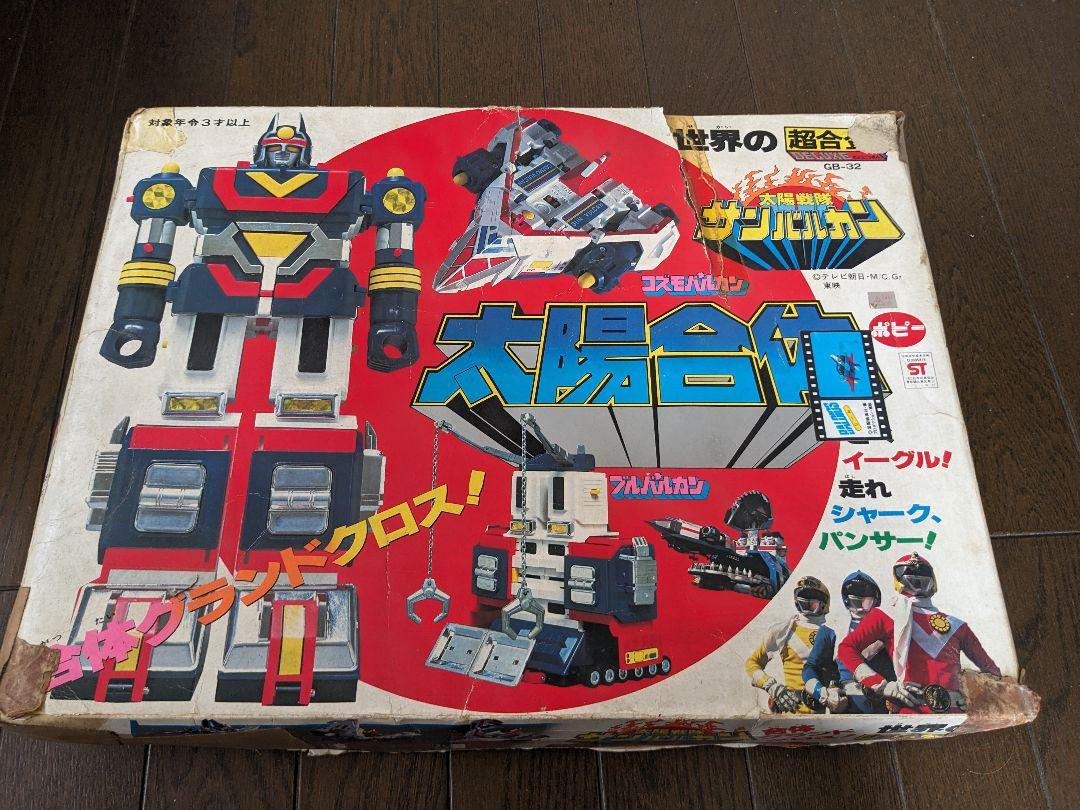 対象年令3才以上
世界の
超合金
DELUXE
GB-32
太陽戦隊
サンバルカン
©テレビ朝日・M.C.G・
東映
コズモバルカン
太陽合体
ポピー
ST
ブルバルカン
イーグル!
走れ
シャーク、
パンサー!
合体グランドクロス!
世界